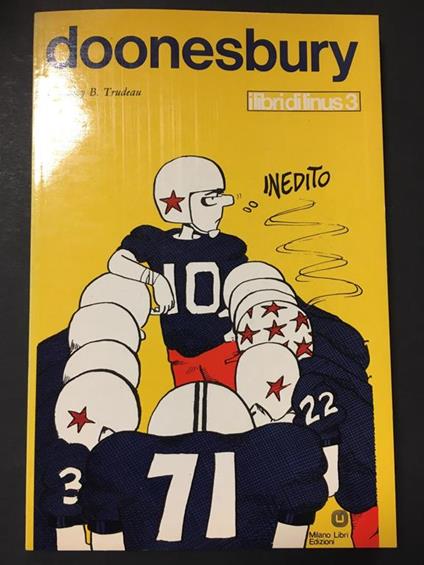 doonesbury
B. Trudeau
i libri di linus 3
INEDITO
10
22
3
71
Milano Libri
Edizioni